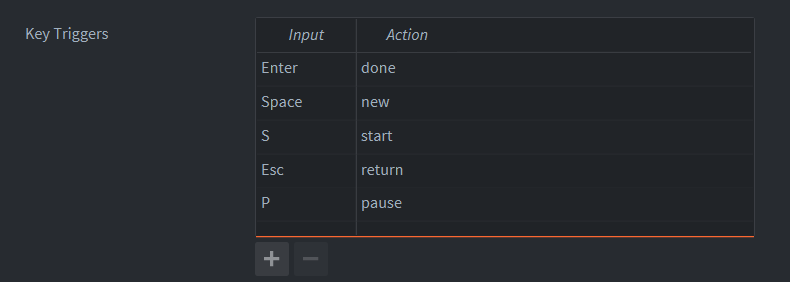 Key Triggers
Input Action
Enter done
Space new
S start
Esc return
P pause